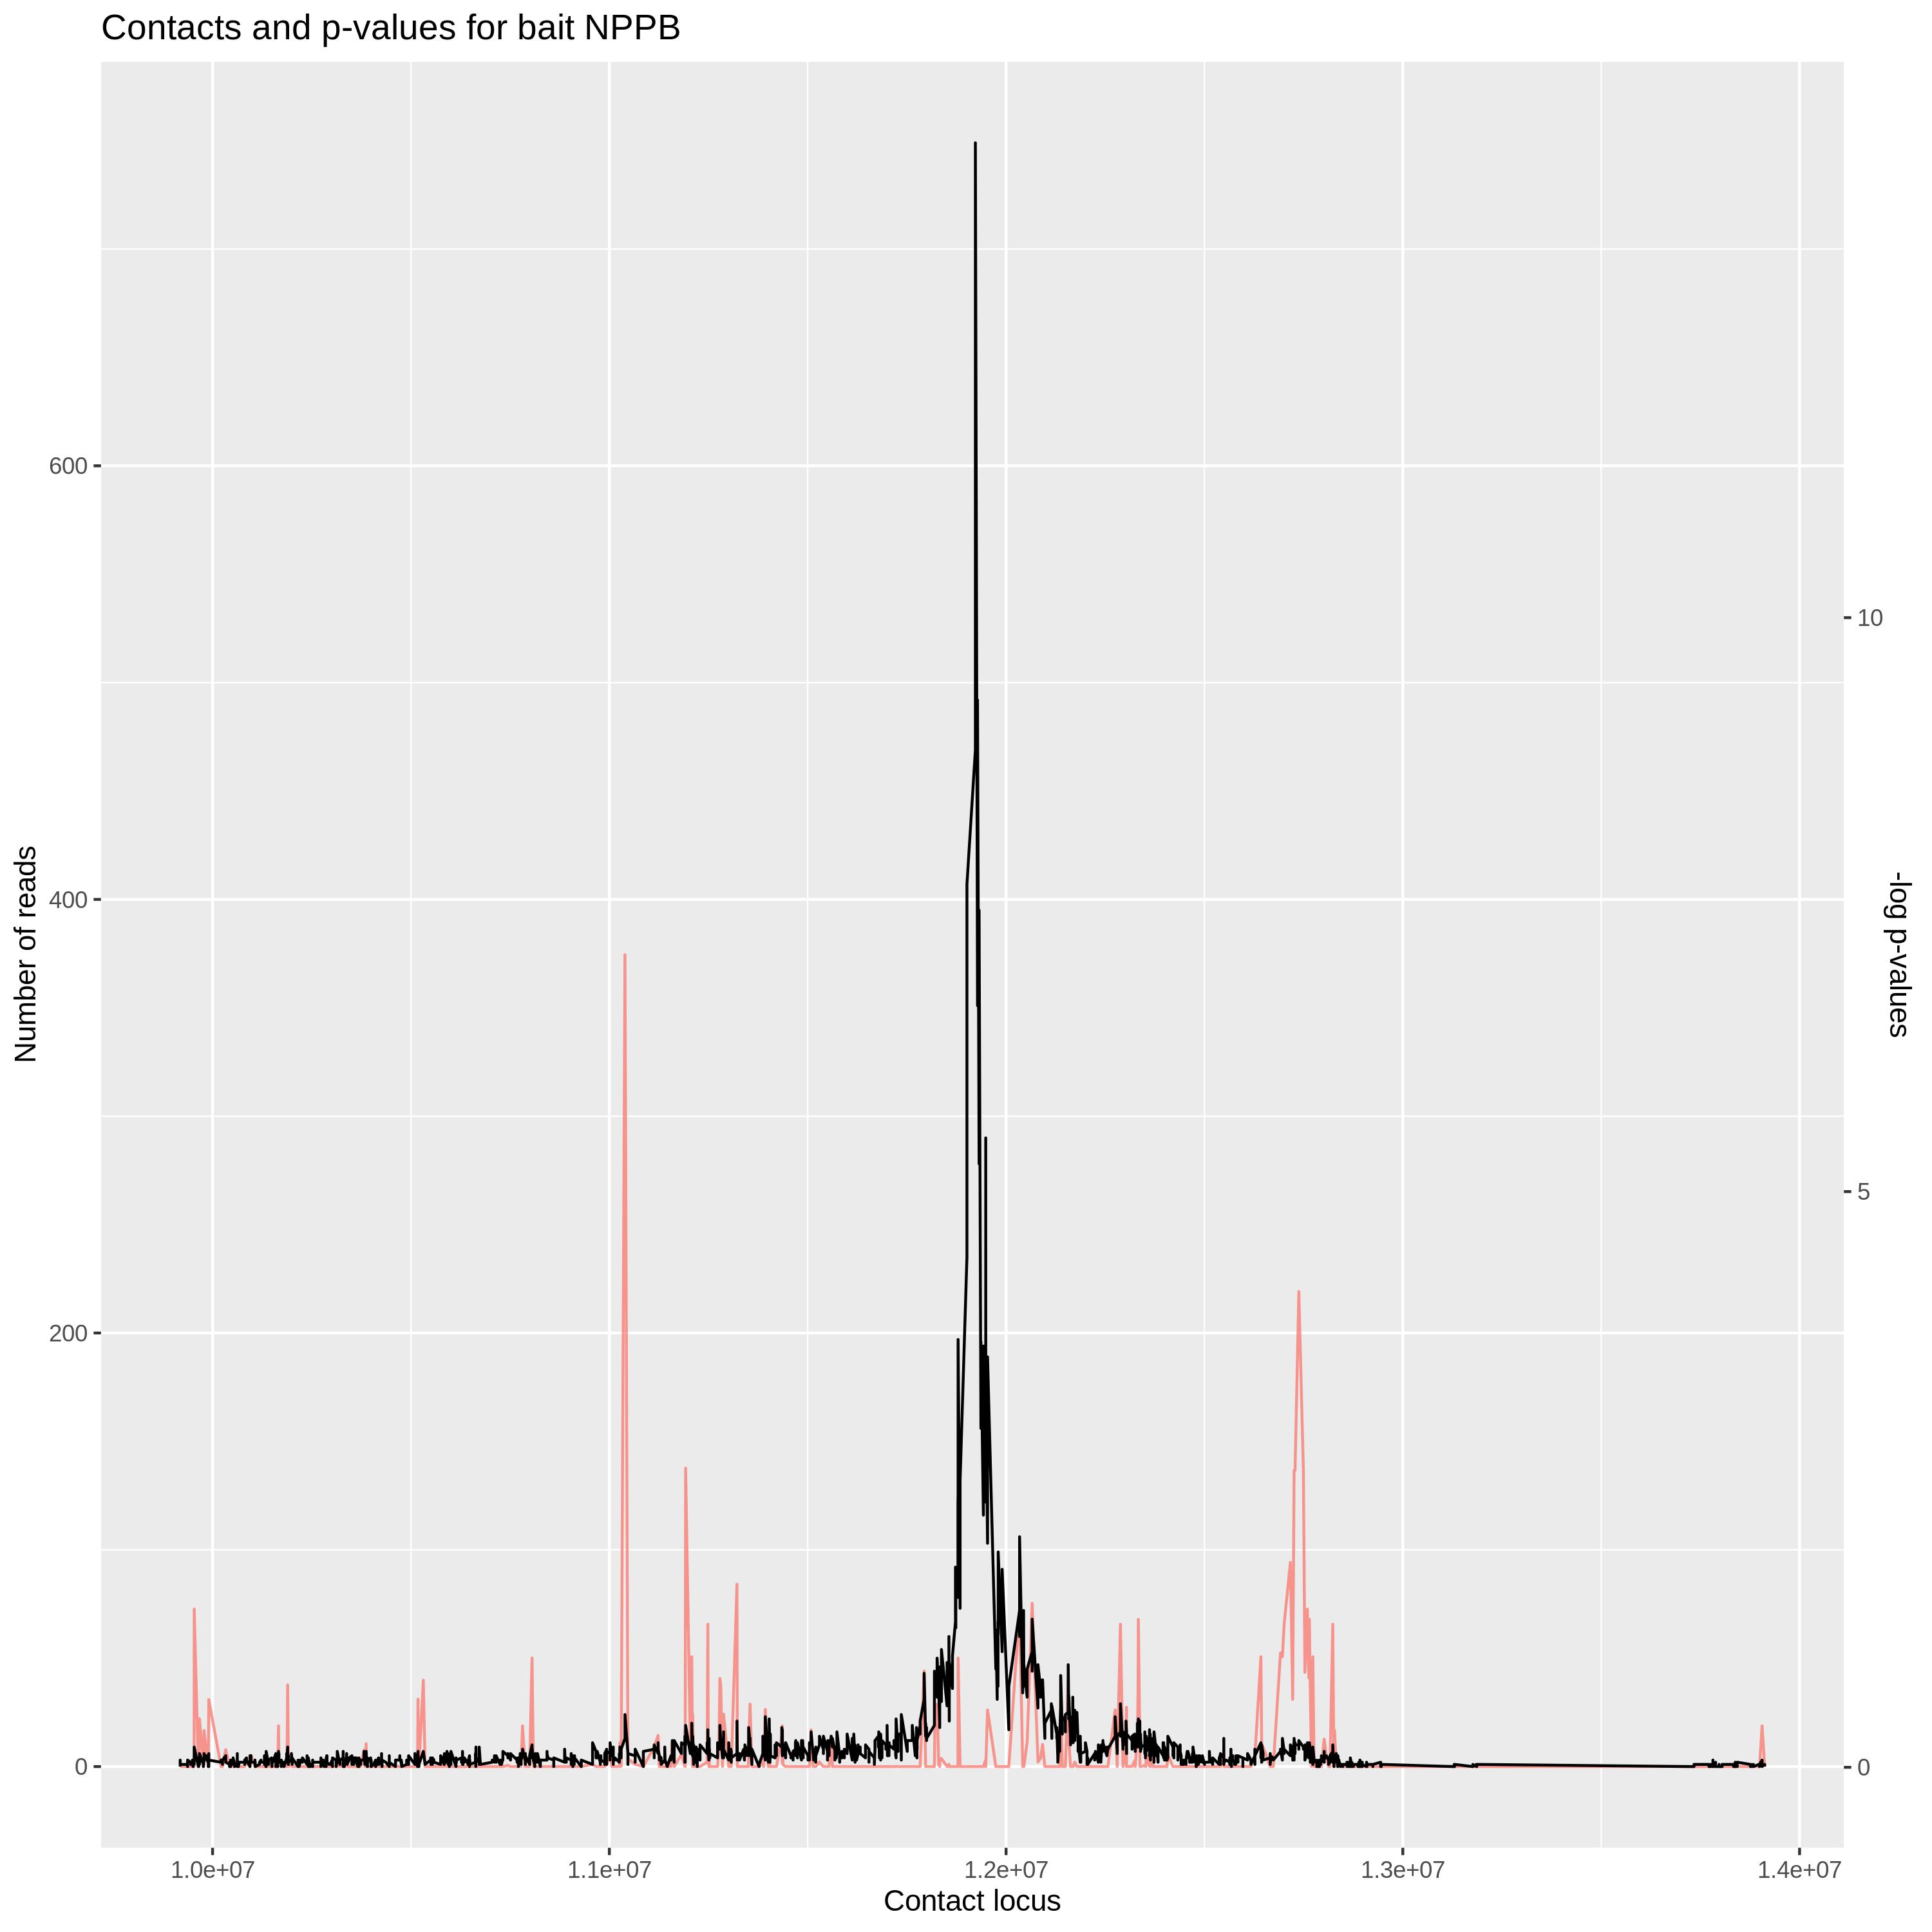 Contacts and p-values for bait NPPB
Number of reads
600
400
200
0
10
5
0
-log p-values
1.0e+07
1.1e+07
1.2e+07
1.3e+07
1.4e+07
Contact locus